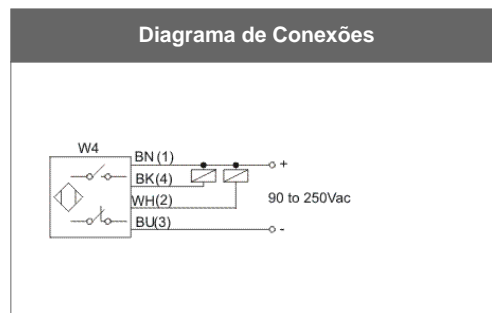 Diagrama de Conexões
W4
BN (1)
+
BK(4)
WH(2)
90 to 250Vac
BU(3)
-